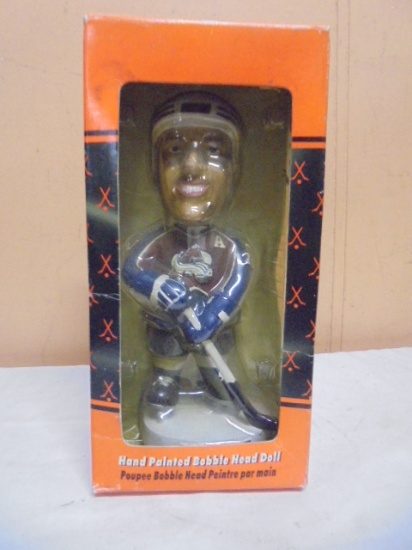 A
Hand Painted Bobble Head Doll
Poupee Bobble Head Peintre par main